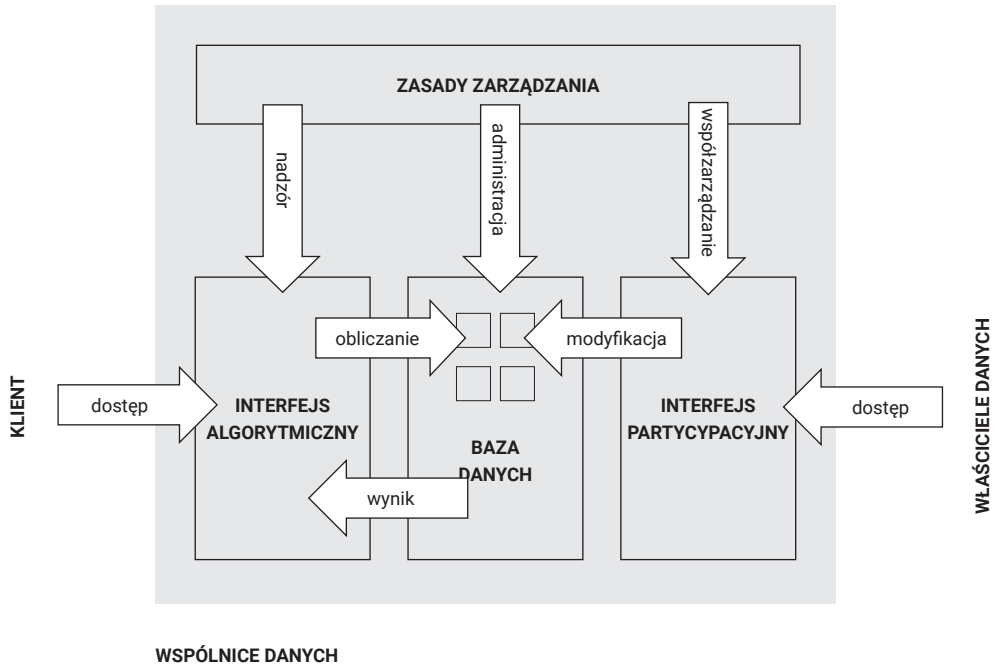 ZASADY ZARZĄDZANIA
nadzór
administracja
współzarządzanie
obliczanie
modyfikacja
KLIENT
dostęp
INTERFEJS
ALGORYTMICZNY
BAZA
DANYCH
INTERFEJS
PARTYCYPACYJNY
dostęp
WŁAŚCICIELE DANYCH
wynik
WSPÓLNICE DANYCH